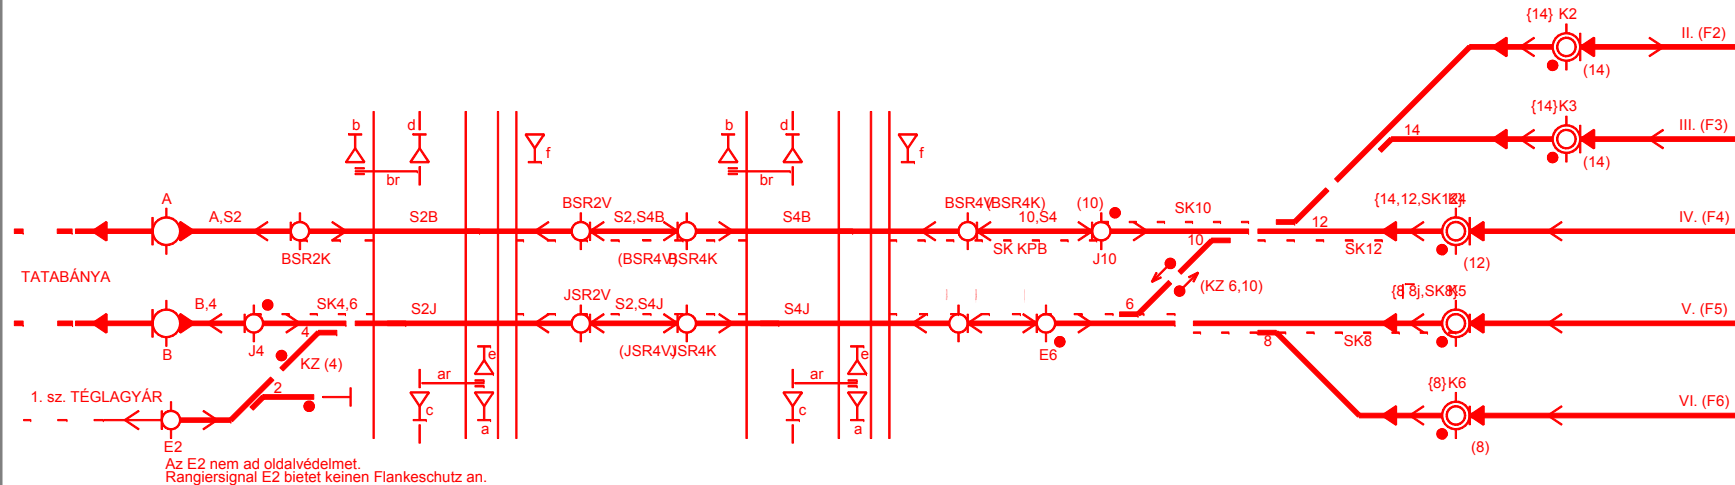 {14} K2
II. (F2)
(14)
{14}K3
III. (F3)
14
(14)
b
d
f
br
b
d
f
br
A
A,S2
S2B
BSR2V
S2,S4B
S4B
BSR4V
(BSR4K)
10,S4
(10)
SK10
12
IV. (F4)
BSR2K
BSR4K
SK KPB
J10
10
SK12
(12)
TATABÁNYA
(KZ 6,10)
B,4
SK4,6
S2J
JSR2V
S2,S4J
S4J
6
V. (F5)
B
J4
4
KZ (4)
(JSR4V)
JSR4K
E6
8
SK8
e
e
ar
ar
c
a
c
a
1. sz. TÉGLAGYÁR
2
{8}K6
VI. (F6)
(8)
E2
Az E2 nem ad oldalvédelmet.
Rangiersignal E2 bietet keinen Flankeschutz an.